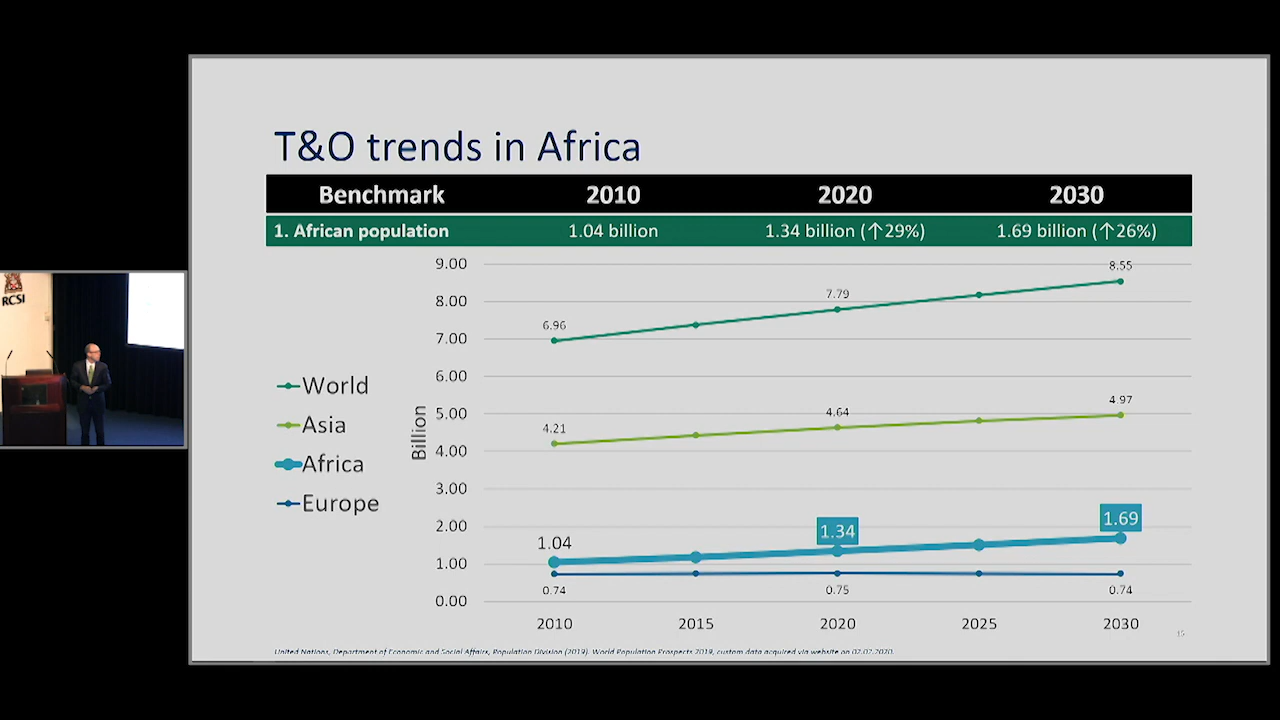 T&O trends in Africa
Benchmark 2010 2020 2030
1. African population 1.04 billion 1.34 billion (↑29%) 1.69 billion (↑26%)
9.00
8.00
7.00
6.00
5.00
4.00
3.00
2.00
1.00
0.00
Billion
6.96 7.79 8.55
4.21 4.64 4.97
1.04 1.34 1.69
0.74 0.75 0.74
World
Asia
Africa
Europe
2010 2015 2020 2025 2030
15
United Nations, Department of Economic and Social Affairs, Population Division (2019). World Population Prospects 2019, custom data acquired via website on 02.07.2020.
RCSI